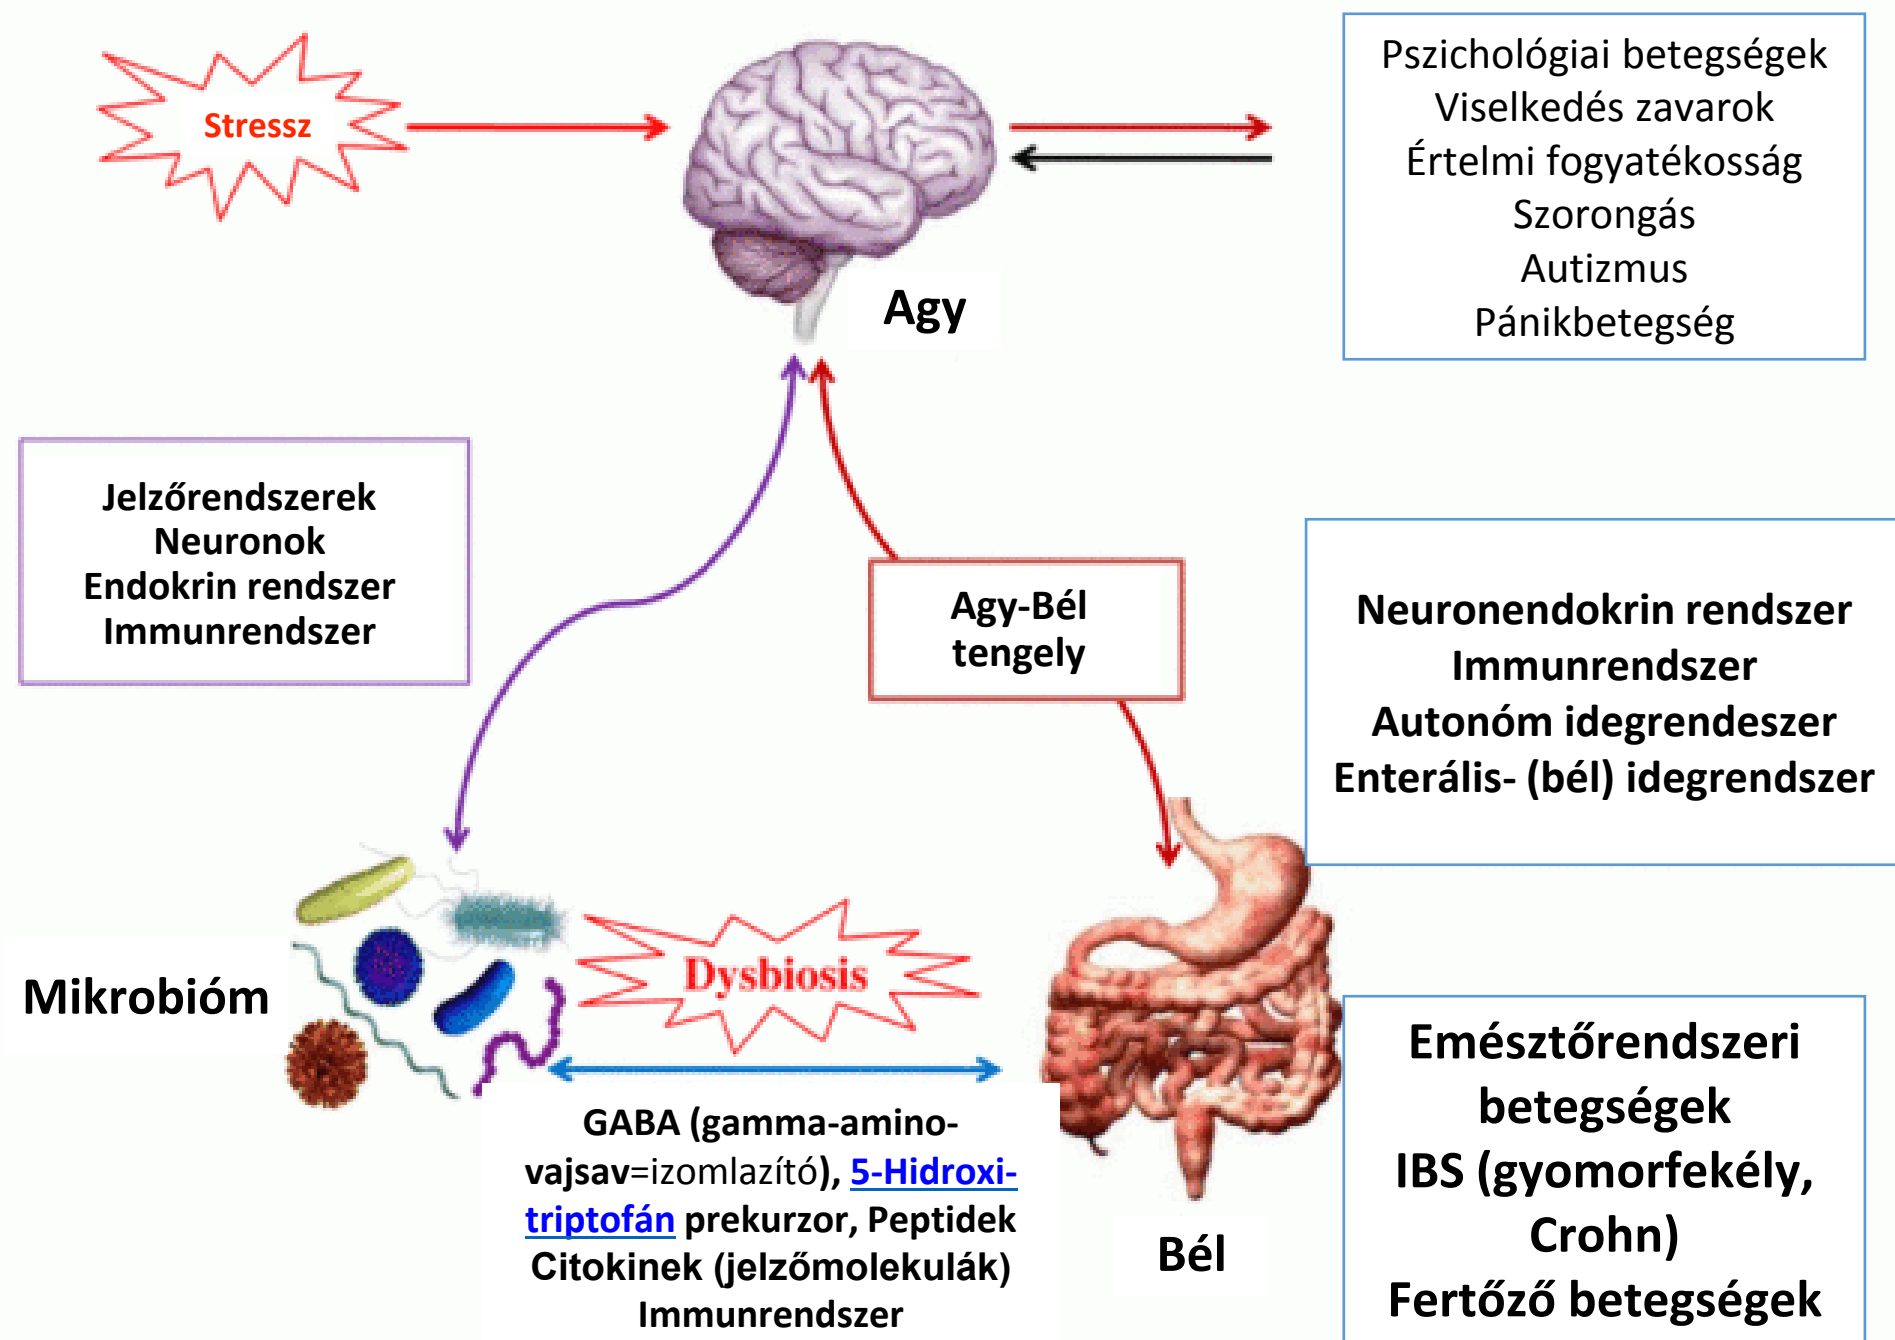 Stressz
Pszichológiai betegségek
Viselkedés zavarok
Értelmi fogyatékosság
Szorongás
Autizmus
Pánikbetegség
Agy
Jelzőrendszerek
Neuronok
Endokrin rendszer
Immunrendszer
Agy-Bél
tengely
Neuronendokrin rendszer
Immunrendszer
Autonóm idegrendeszer
Enterális- (bél) idegrendszer
Mikrobióm
Dysbiosis
GABA (gamma-amino-
vajsav=izomlazító), 5-Hidroxi-
triptofán prekurzor, Peptidek
Citokinek (jelzőmolekulák)
Immunrendszer
Bél
Emésztőrendszeri
betegségek
IBS (gyomorfekély,
Crohn)
Fertőző betegségek